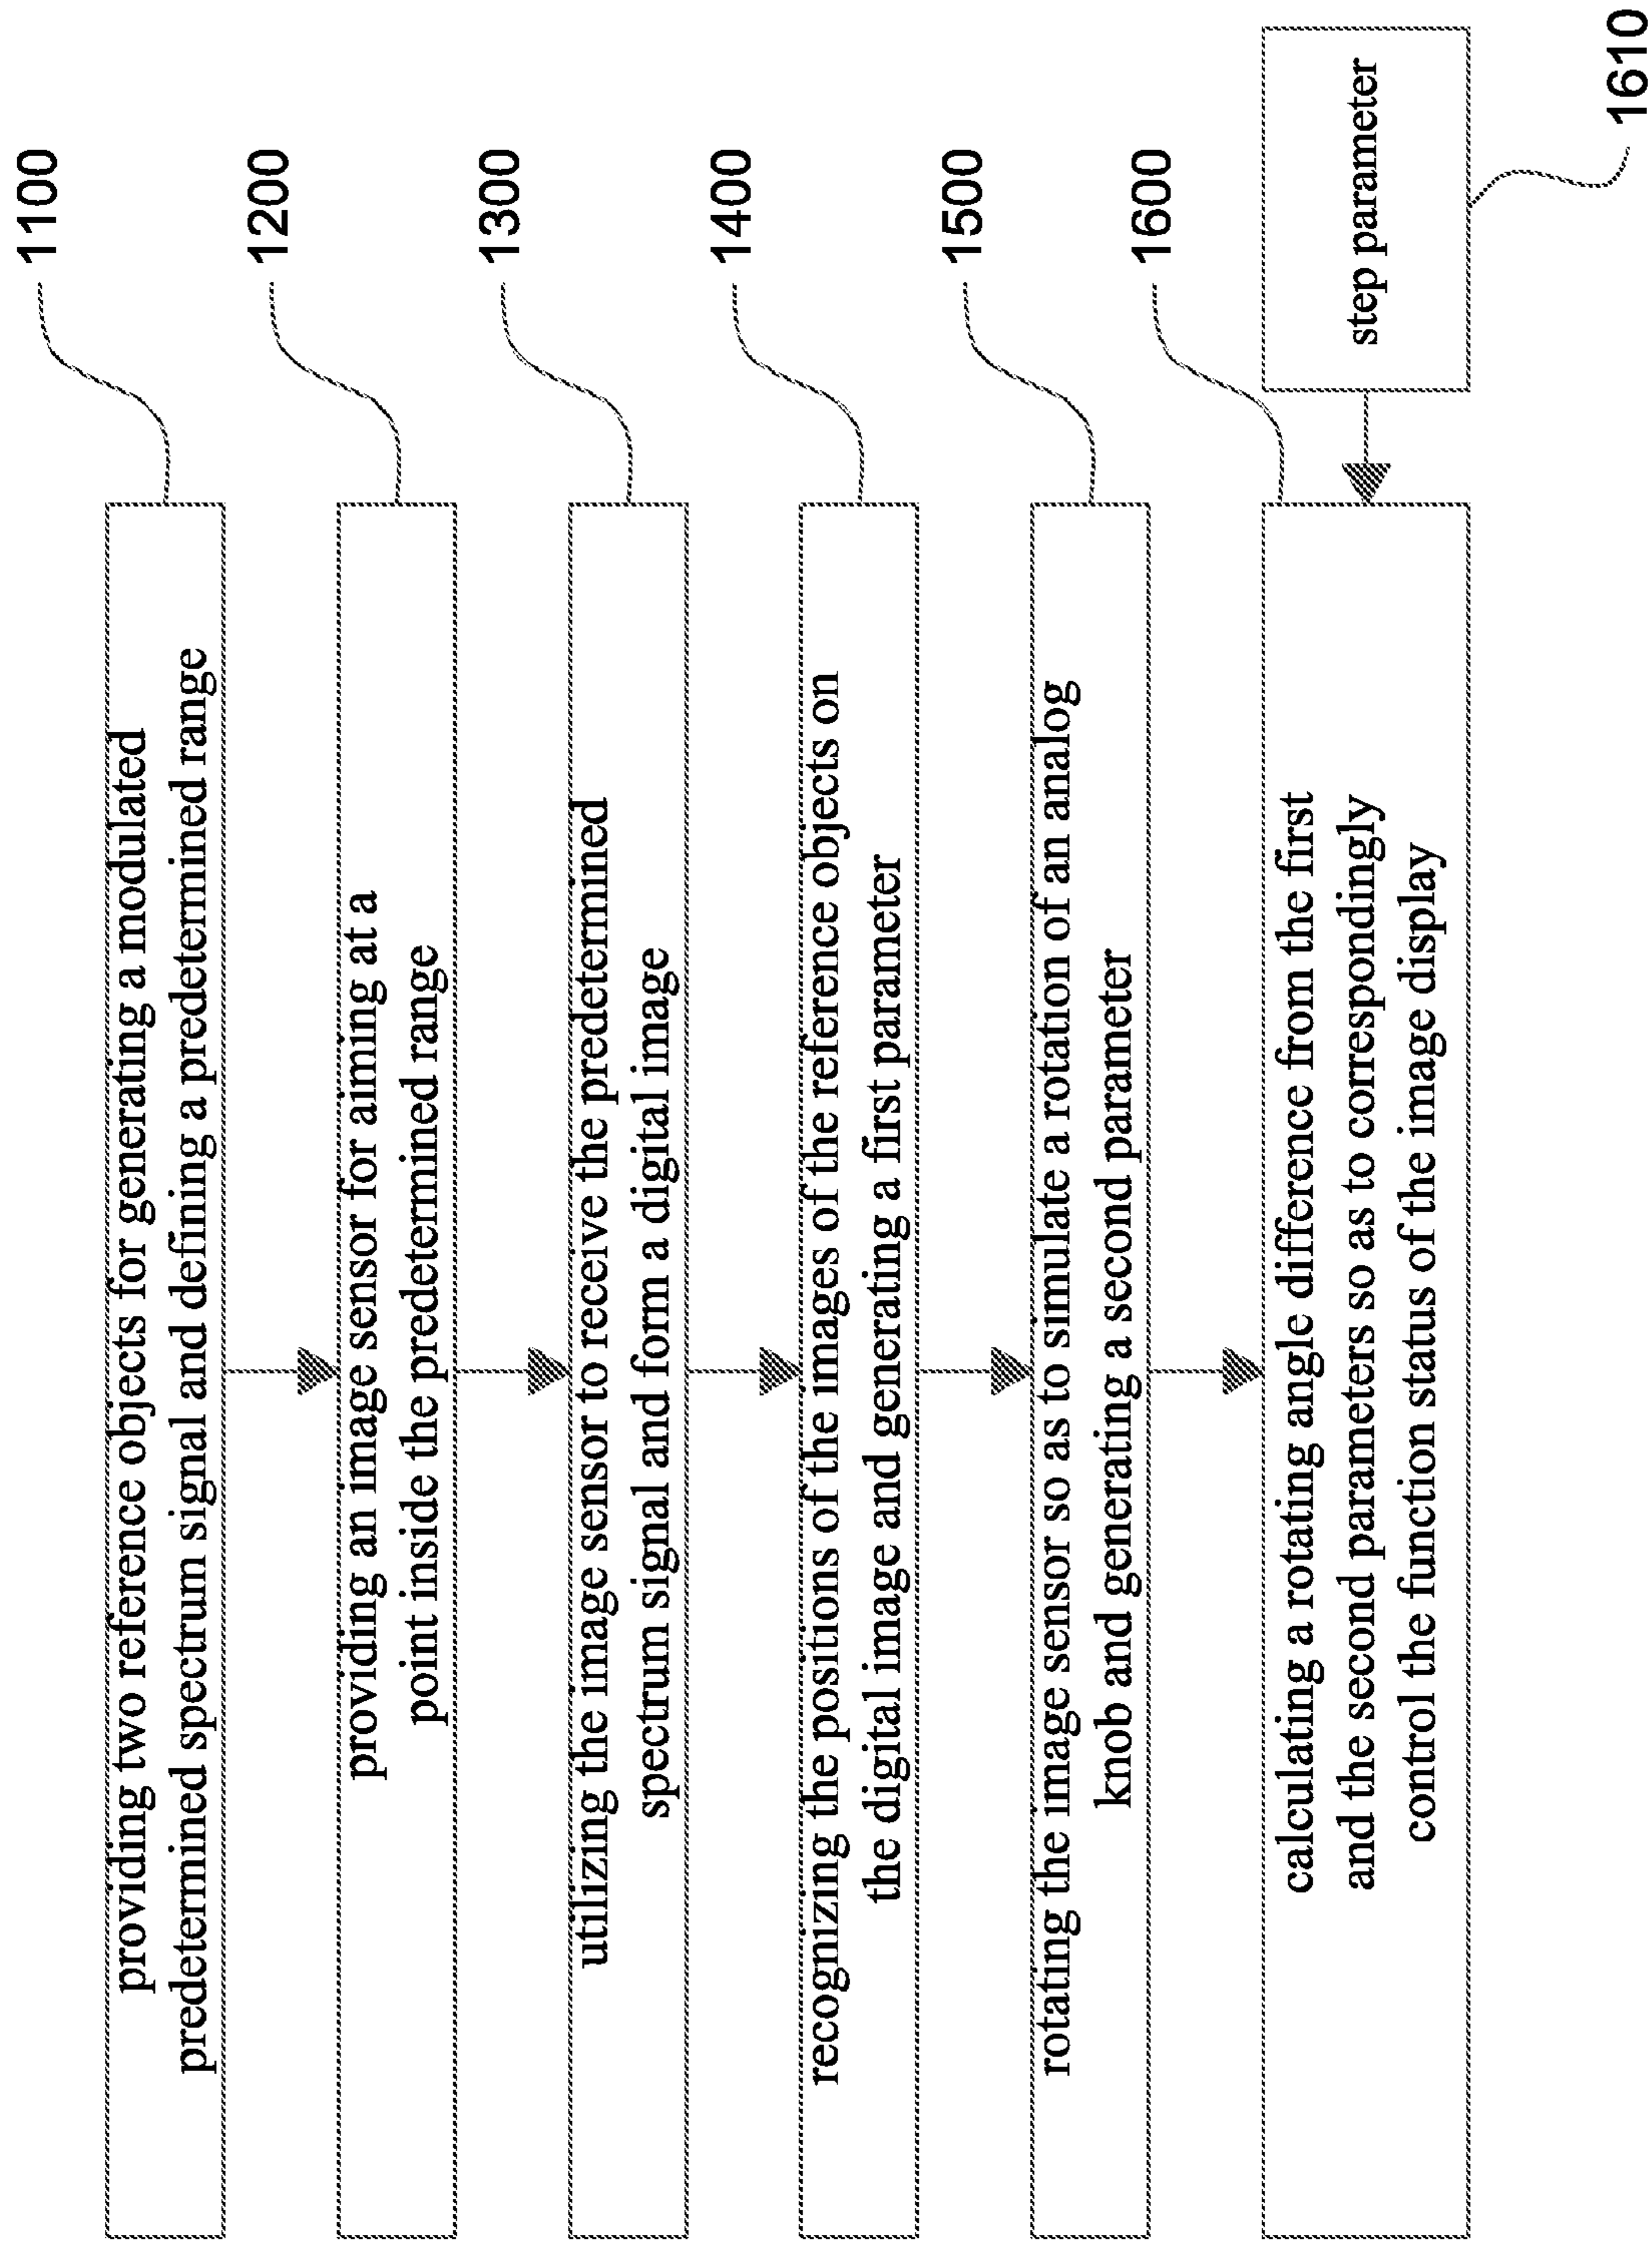 1100
providing two reference objects for generating a modulated
predetermined spectrum signal and defining a predetermined range
1200
providing an image sensor for aiming at a
point inside the predetermined range
1300
utilizing the image sensor to receive the predetermined
spectrum signal and form a digital image
1400
recognizing the positions of the images of the reference objects on
the digital image and generating a first parameter
1500
rotating the image sensor so as to simulate a rotation of an analog
knob and generating a second parameter
1600
calculating a rotating angle difference from the first
and the second parameters so as to correspondingly
control the function status of the image display
step parameter
1610